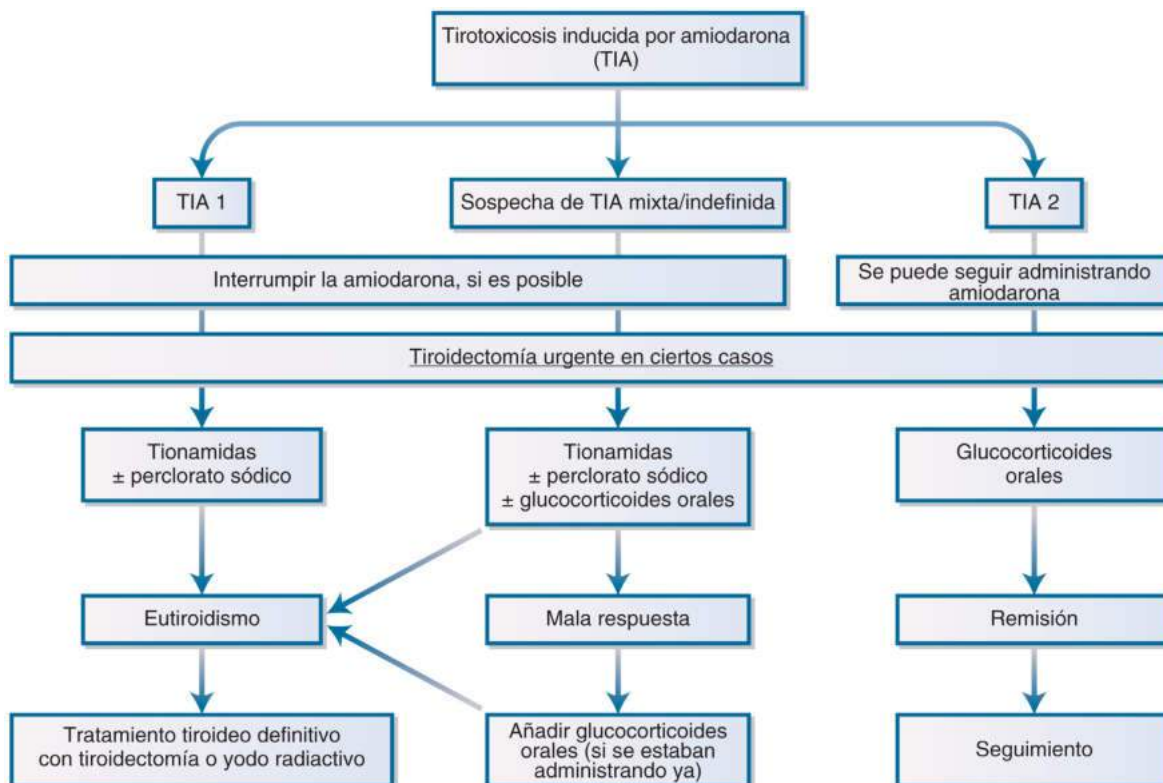 Tirotoxicosis inducida por amiodarona
(TIA)
TIA 1
Sospecha de TIA mixta/indefinida
TIA 2
Interrumpir la amiodarona, si es posible
Se puede seguir administrando
amiodarona
Tiroidectomía urgente en ciertos casos
Tionamidas
± perclorato sódico
Tionamidas
± perclorato sódico
± glucocorticoides orales
Glucocorticoides
orales
Eutiroidismo
Mala respuesta
Remisión
Tratamiento tiroideo definitivo
con tiroidectomía o yodo radiactivo
Añadir glucocorticoides
orales (si se estaban
administrando ya)
Seguimiento